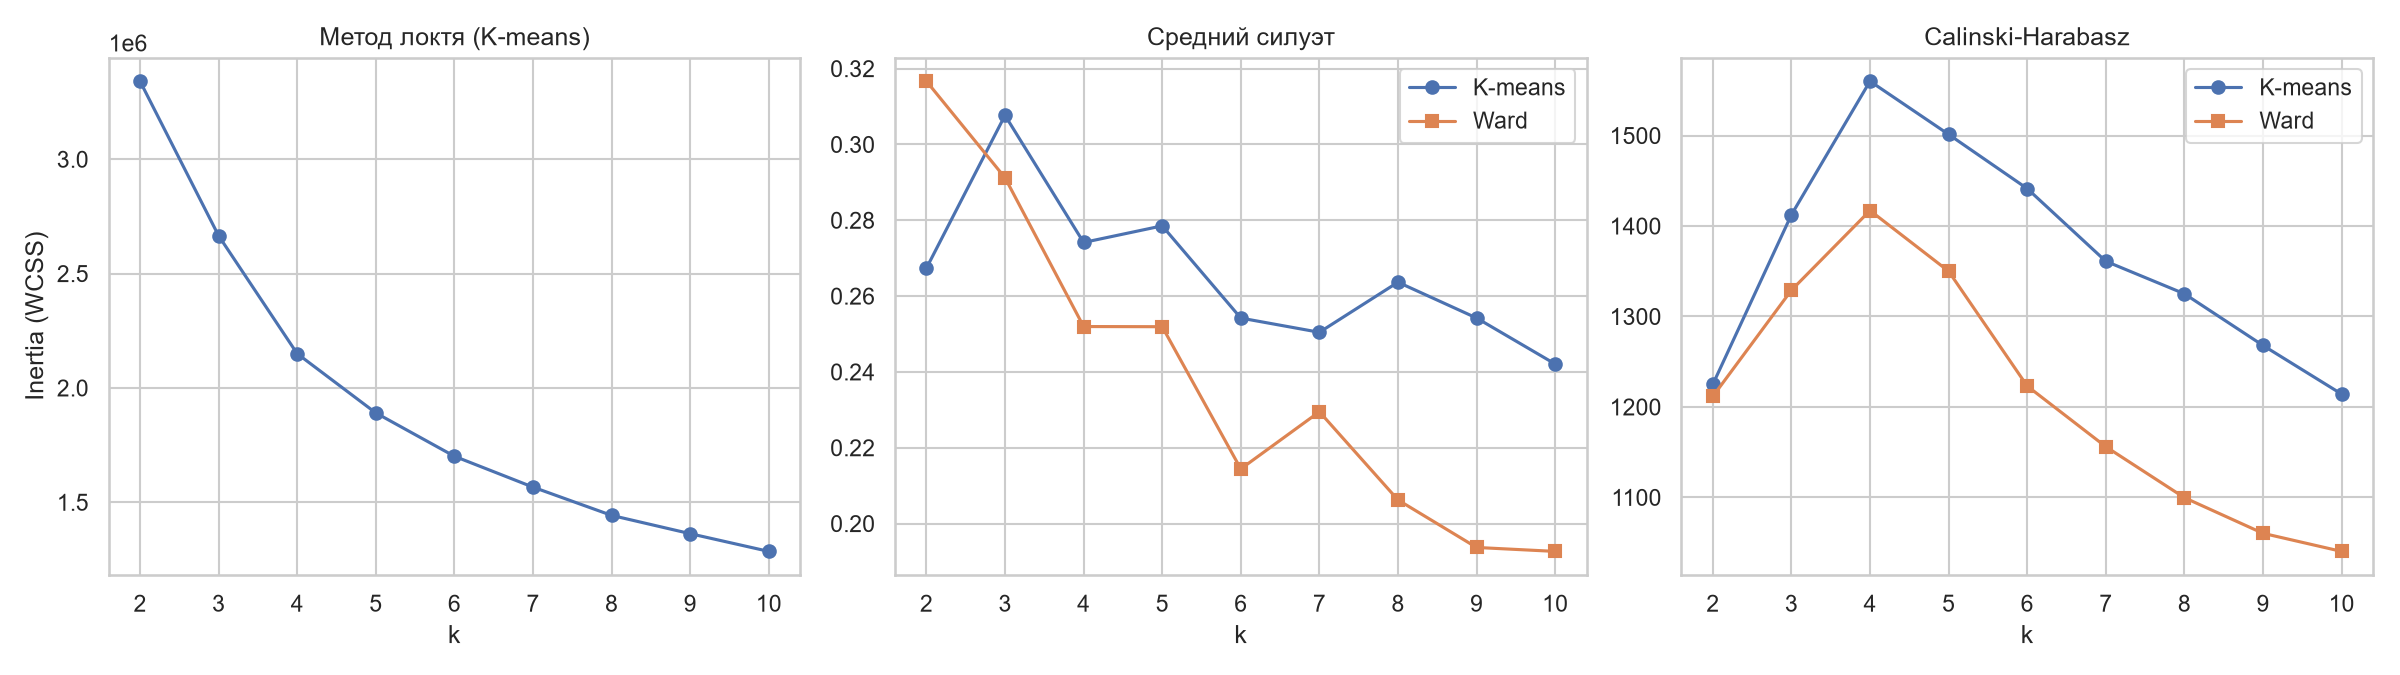 Метод локтя (K-means)
1e6
3.0
2.5
2.0
1.5
Inertia (WCSS)
2 3 4 5 6 7 8 9 10
k
Средний силуэт
K-means
Ward
0.32
0.30
0.28
0.26
0.24
0.22
0.20
2 3 4 5 6 7 8 9 10
k
Calinski-Harabasz
K-means
Ward
1500
1400
1300
1200
1100
2 3 4 5 6 7 8 9 10
k